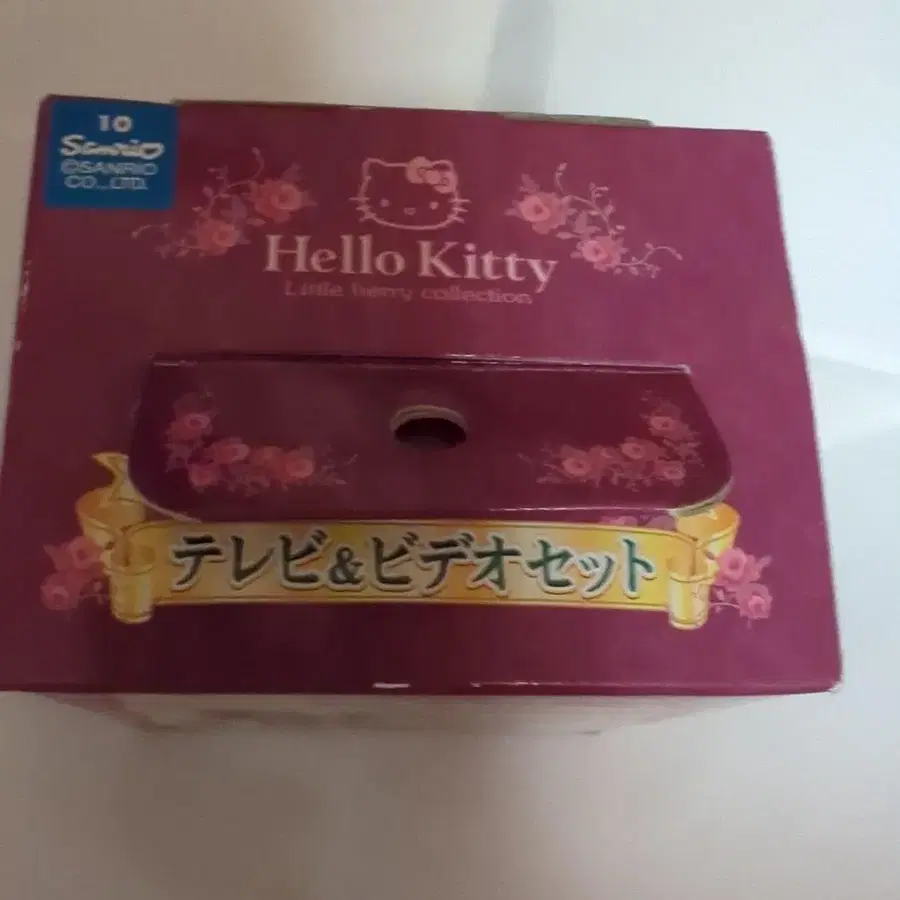 10
Sanrio
©SANRIO
CO., LTD.
Hello Kitty
Little berry collection
テレビ&ビデオセット